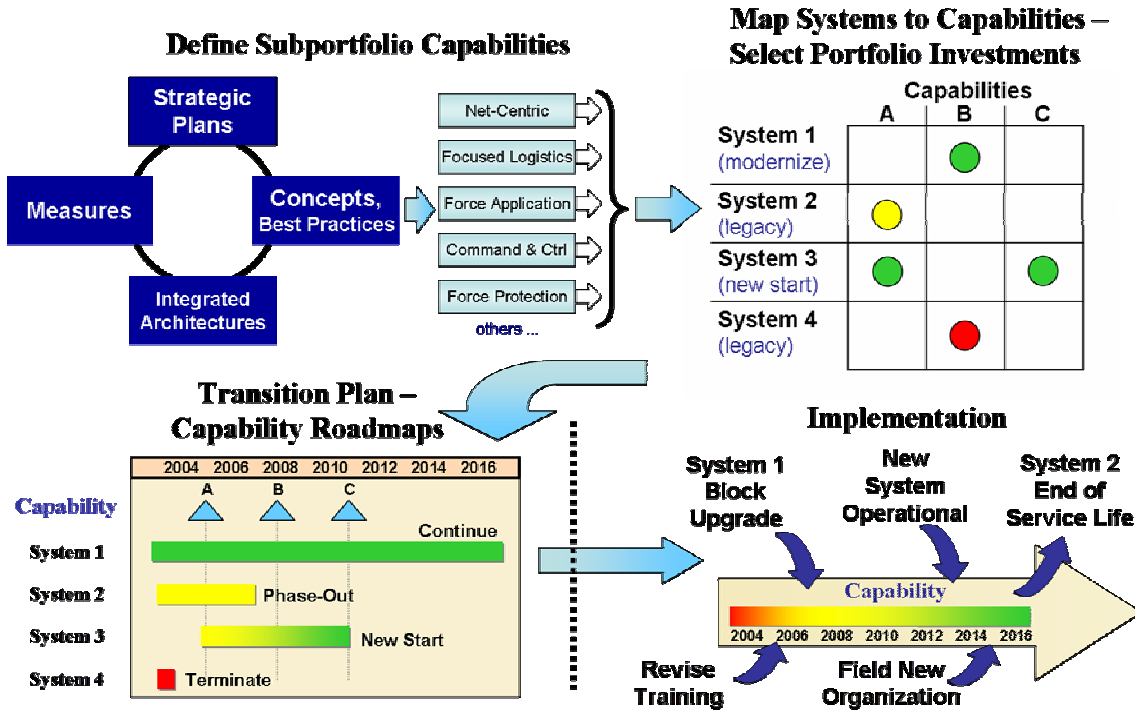 Define Subportfolio Capabilities
Strategic
Plans
Measures
Concepts,
Best Practices
Integrated
Architectures
Net-Centric
Focused Logistics
Force Application
Command & Ctrl
Force Protection
others ...
Map Systems to Capabilities –
Select Portfolio Investments
Capabilities
A B C
System 1
(modernize)
System 2
(legacy)
System 3
(new start)
System 4
(legacy)
Transition Plan –
Capability Roadmaps
2004 2006 2008 2010 2012 2014 2016
A B C
Capability
Continue
System 1
System 2
Phase-Out
System 3
New Start
System 4
Terminate
Implementation
System 1
Block
Upgrade
New
System
Operational
System 2
End of
Service Life
Capability
2004 2006 2008 2010 2012 2014 2016
Revise
Training
Field New
Organization